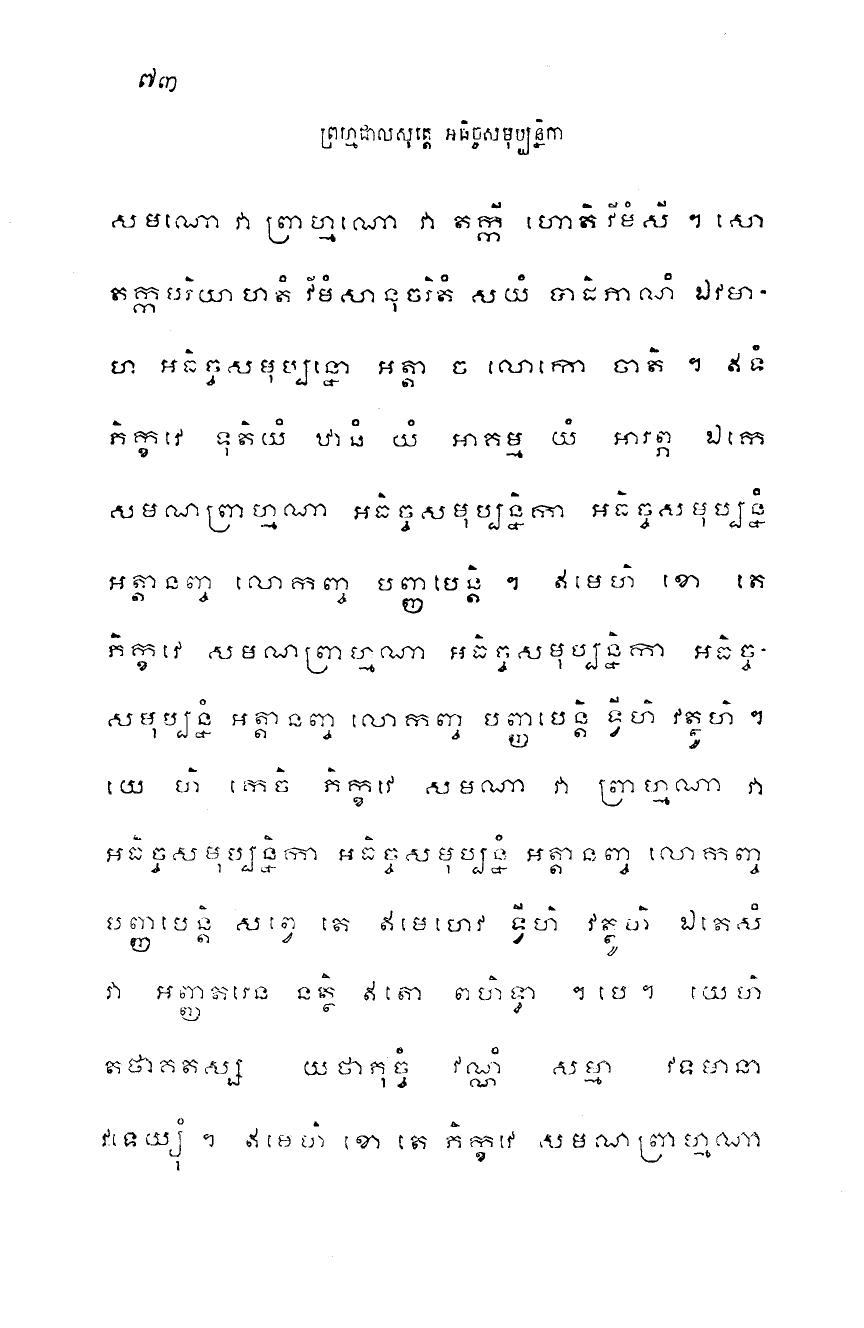 ៧៣
ព្រហ្មជាលសុត្តេ អធិច្ចសមុប្បន្និកា
សមណោ វា ព្រាហ្មណោ វា តក្កី ហោតិ វីមំសី ។ សោ
តក្កបរិយាហតំ វីមំសានុចរិតំ សយំ បាដិភាណំ ឯវមា-
ហ អធិច្ចសមុប្បន្នោ អត្តា ច លោកោ ចាតិ ។ ឥទំ
ភិក្ខវេ ទុតិយំ ឋានំ យំ អាគម្ម យំ អារព្ភ ឯកេ
សមណព្រាហ្មណា អធិច្ចសមុប្បន្និកា អធិច្ចសមុប្បន្នំ
អត្តានញ្ច លោកញ្ច បញ្ញបេន្តិ ។ ឥមេហិ ខោ តេ
ភិក្ខវេ សមណព្រាហ្មណា អធិច្ចសមុប្បន្និកា អធិច្ច-
សមុប្បន្នំ អត្តានញ្ច លោកញ្ច បញ្ញបេន្តិ ទ្វីហិ វត្ថូហិ ។
យេ ហិ កេចិ ភិក្ខវេ សមណា វា ព្រាហ្មណា វា
អធិច្ចសមុប្បន្និកា អធិច្ចសមុប្បន្នំ អត្តានញ្ច លោកញ្ច
បញ្ញបេន្តិ សព្វេ តេ ឥមេហេវ ទ្វីហិ វត្ថូហិ ឯតេសំ
វា អញ្ញតរេន នត្ថិ ឥតោ ពហិទ្ធា ។ បេ ។ យេហិ
តថាគតស្ស យថាភុច្ចំ វណ្ណំ សម្មា វទមានា
វទេយ្យុំ ។ ឥមេហិ ខោ តេ ភិក្ខវេ សមណព្រាហ្មណា